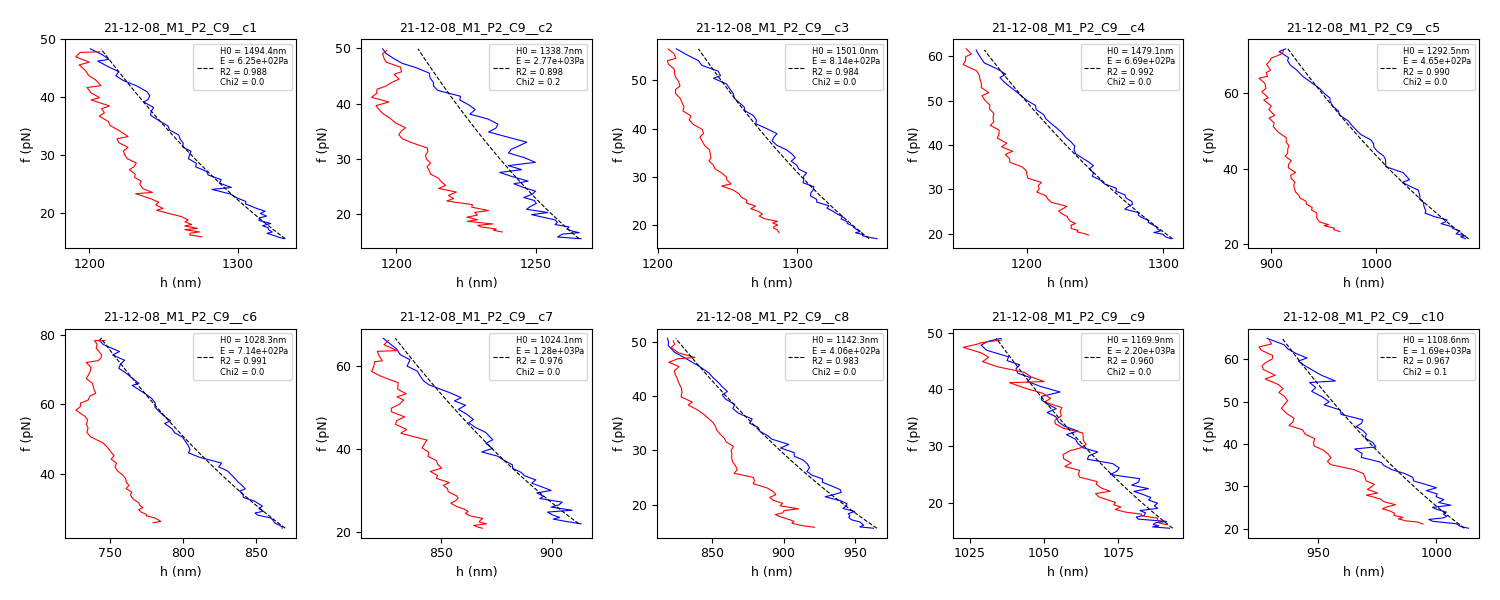 21-12-08_M1_P2_C9__c1
H0 = 1494.4nm
E = 6.25e+02Pa
R2 = 0.988
Chi2 = 0.0
f (pN)
50
40
30
20
1200 1300
h (nm)
21-12-08_M1_P2_C9__c2
H0 = 1338.7nm
E = 2.77e+03Pa
R2 = 0.898
Chi2 = 0.2
f (pN)
50
40
30
20
1200 1250
h (nm)
21-12-08_M1_P2_C9__c3
H0 = 1501.0nm
E = 8.14e+02Pa
R2 = 0.984
Chi2 = 0.0
f (pN)
50
40
30
20
1200 1300
h (nm)
21-12-08_M1_P2_C9__c4
H0 = 1479.1nm
E = 6.69e+02Pa
R2 = 0.992
Chi2 = 0.0
f (pN)
60
50
40
30
20
1200 1300
h (nm)
21-12-08_M1_P2_C9__c5
H0 = 1292.5nm
E = 4.65e+02Pa
R2 = 0.990
Chi2 = 0.0
f (pN)
60
40
20
900 1000
h (nm)
21-12-08_M1_P2_C9__c6
H0 = 1028.3nm
E = 7.14e+02Pa
R2 = 0.991
Chi2 = 0.0
f (pN)
80
60
40
750 800 850
h (nm)
21-12-08_M1_P2_C9__c7
H0 = 1024.1nm
E = 1.28e+03Pa
R2 = 0.976
Chi2 = 0.0
f (pN)
60
40
20
850 900
h (nm)
21-12-08_M1_P2_C9__c8
H0 = 1142.3nm
E = 4.06e+02Pa
R2 = 0.983
Chi2 = 0.0
f (pN)
50
40
30
20
850 900 950
h (nm)
21-12-08_M1_P2_C9__c9
H0 = 1169.9nm
E = 2.20e+03Pa
R2 = 0.960
Chi2 = 0.0
f (pN)
50
40
30
20
1025 1050 1075
h (nm)
21-12-08_M1_P2_C9__c10
H0 = 1108.6nm
E = 1.69e+03Pa
R2 = 0.967
Chi2 = 0.1
f (pN)
60
50
40
30
20
950 1000
h (nm)